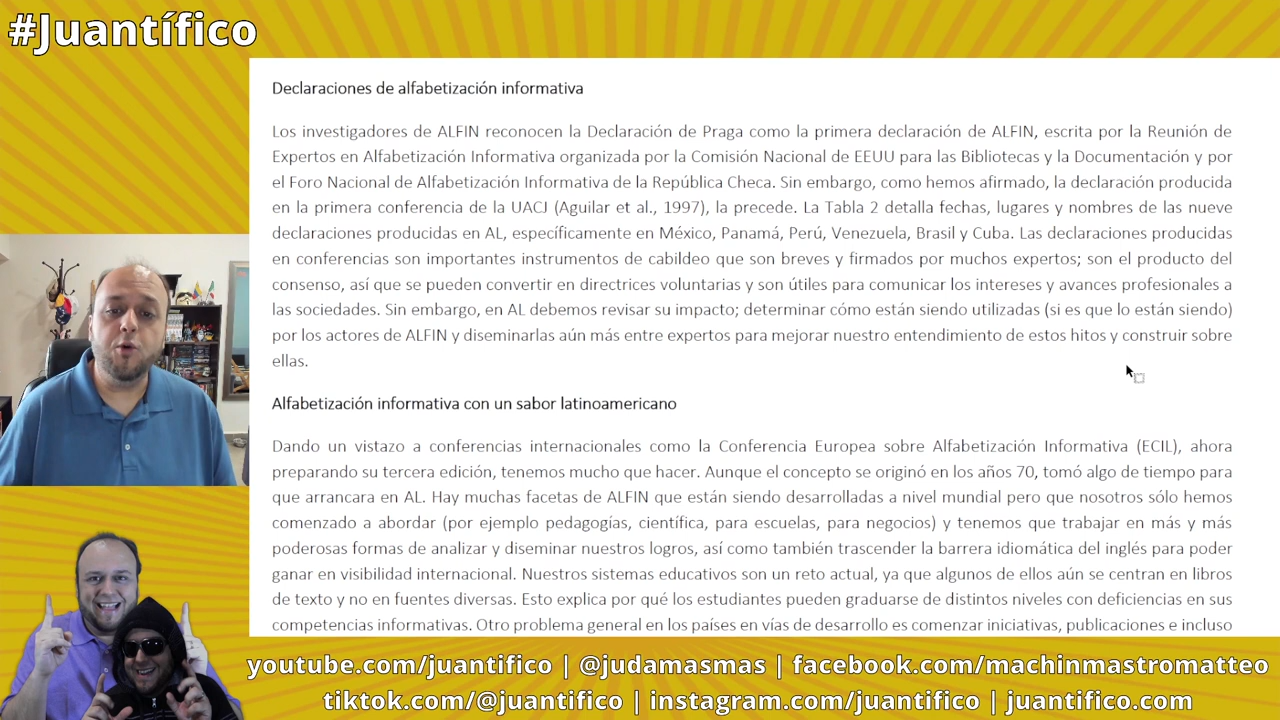 #Juantífico
Declaraciones de alfabetización informativa
Los investigadores de ALFIN reconocen la Declaración de Praga como la primera declaración de ALFIN, escrita por la Reunión de
Expertos en Alfabetización Informativa organizada por la Comisión Nacional de EEUU para las Bibliotecas y la Documentación y por
el Foro Nacional de Alfabetización Informativa de la República Checa. Sin embargo, como hemos afirmado, la declaración producida
en la primera conferencia de la UACJ (Aguilar et al., 1997), la precede. La Tabla 2 detalla fechas, lugares y nombres de las nueve
declaraciones producidas en AL, específicamente en México, Panamá, Perú, Venezuela, Brasil y Cuba. Las declaraciones producidas
en conferencias son importantes instrumentos de cabildeo que son breves y firmados por muchos expertos; son el producto del
consenso, así que se pueden convertir en directrices voluntarias y son útiles para comunicar los intereses y avances profesionales a
las sociedades. Sin embargo, en AL debemos revisar su impacto; determinar cómo están siendo utilizadas (si es que lo están siendo)
por los actores de ALFIN y diseminarlas aún más entre expertos para mejorar nuestro entendimiento de estos hitos y construir sobre
ellas.
Alfabetización informativa con un sabor latinoamericano
Dando un vistazo a conferencias internacionales como la Conferencia Europea sobre Alfabetización Informativa (ECIL), ahora
preparando su tercera edición, tenemos mucho que hacer. Aunque el concepto se originó en los años 70, tomó algo de tiempo para
que arrancara en AL. Hay muchas facetas de ALFIN que están siendo desarrolladas a nivel mundial pero que nosotros sólo hemos
comenzado a abordar (por ejemplo pedagogías, científica, para escuelas, para negocios) y tenemos que trabajar en más y más
poderosas formas de analizar y diseminar nuestros logros, así como también trascender la barrera idiomática del inglés para poder
ganar en visibilidad internacional. Nuestros sistemas educativos son un reto actual, ya que algunos de ellos aún se centran en libros
de texto y no en fuentes diversas. Esto explica por qué los estudiantes pueden graduarse de distintos niveles con deficiencias en sus
competencias informativas. Otro problema general en los países en vías de desarrollo es comenzar iniciativas, publicaciones e incluso
youtube.com/juantifico | @judamasmas | facebook.com/machinmastromatteo
tiktok.com/@juantifico | instagram.com/juantifico | juantifico.com